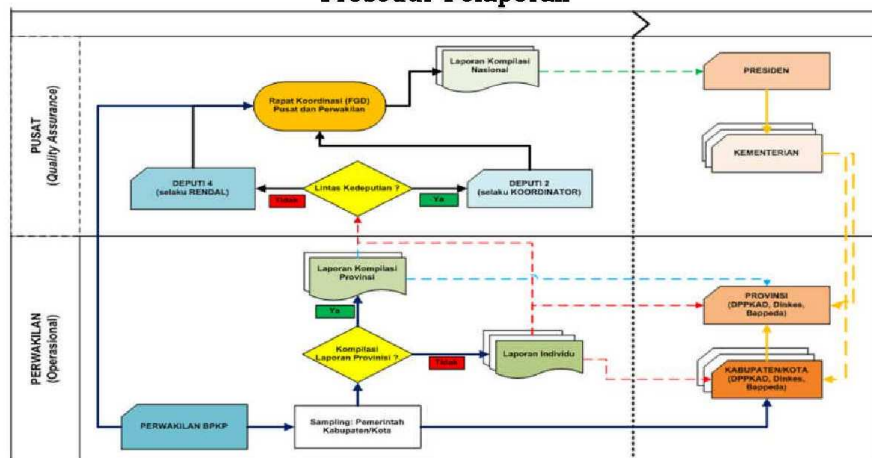 Prosedur Pelaporan
PUSAT
(Quality Assurance)
Laporan Kompilasi
Nasional
PRESIDEN
Rapat Koordinasi (FGD)
Pusat dan Perwakilan
KEMENTERIAN
DEPUTI 4
(selaku RENDAL)
Lintas Kedeputian ?
Tidak
Ya
DEPUTI 2
(selaku KOORDINATOR)
PERWAKILAN
(Operasional)
Laporan Kompilasi
Provinsi
PROVINSI
(DPPKAD, Dinkes,
Bappeda)
Ya
Kompilasi
Laporan Provinisi ?
Tidak
Laporan Individu
KABUPATEN/KOTA
(DPPKAD, Dinkes,
Bappeda)
PERWAKILAN BPKP
Sampling: Pemerintah
Kabupaten/Kota